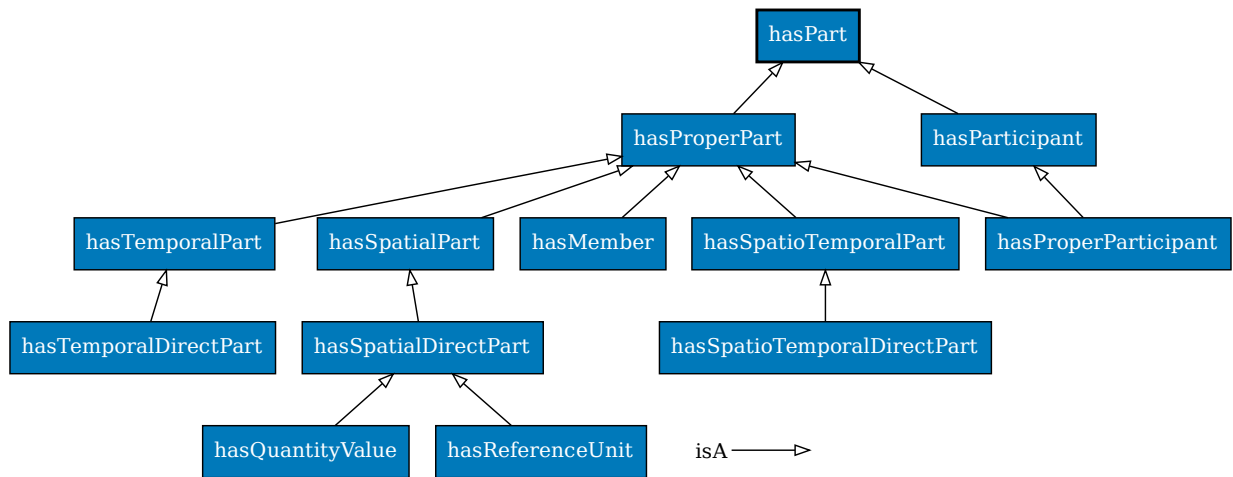 hasPart
hasProperPart
hasParticipant
hasTemporalPart
hasSpatialPart
hasMember
hasSpatioTemporalPart
hasProperParticipant
hasTemporalDirectPart
hasSpatialDirectPart
hasSpatioTemporalDirectPart
hasQuantityValue
hasReferenceUnit
isA